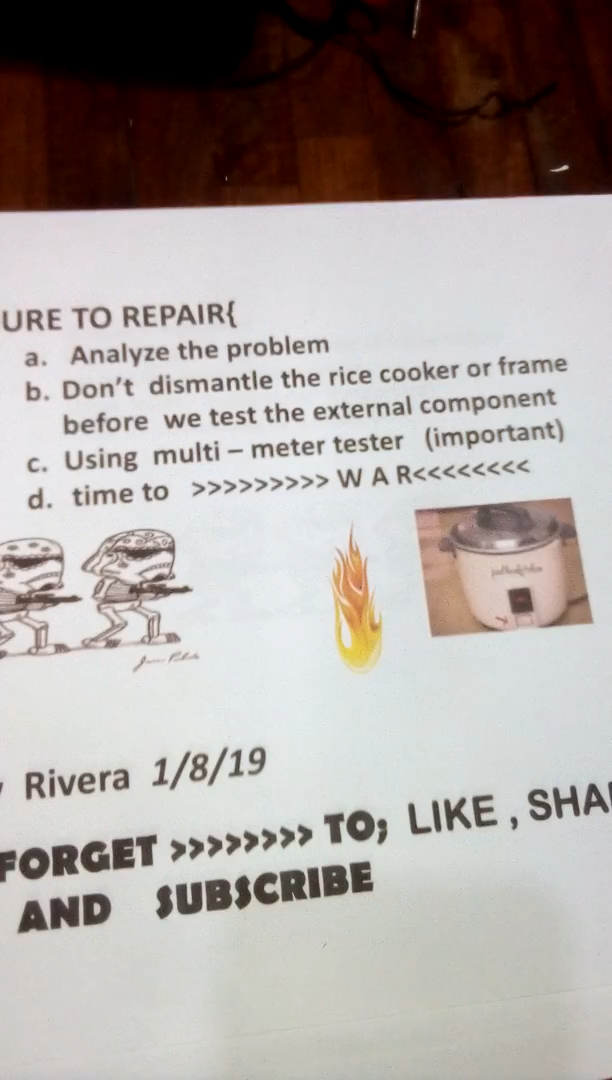 URE TO REPAIR{
a. Analyze the problem
b. Don't dismantle the rice cooker or frame
before we test the external component
c. Using multi – meter tester (important)
d. time to >>>>>>>>> W A R<<<<<<<<
Rivera 1/8/19
FORGET >>>>>>>> TO; LIKE , SHA
AND SUBSCRIBE